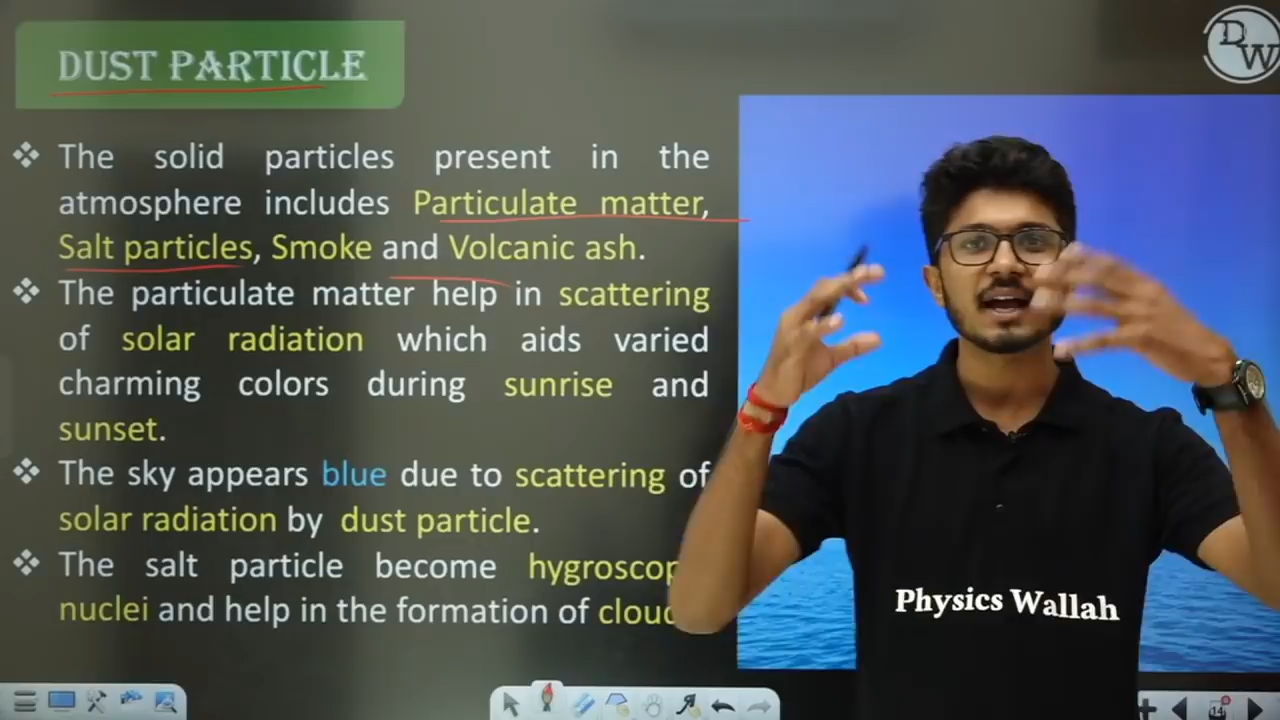 DUST PARTICLE
DW
The solid particles present in the
atmosphere includes Particulate matter,
Salt particles, Smoke and Volcanic ash.
The particulate matter help in scattering
of solar radiation which aids varied
charming colors during sunrise and
sunset.
The sky appears blue due to scattering of
solar radiation by dust particle.
The salt particle become hygroscop
nuclei and help in the formation of cloud
Physics Wallah
14